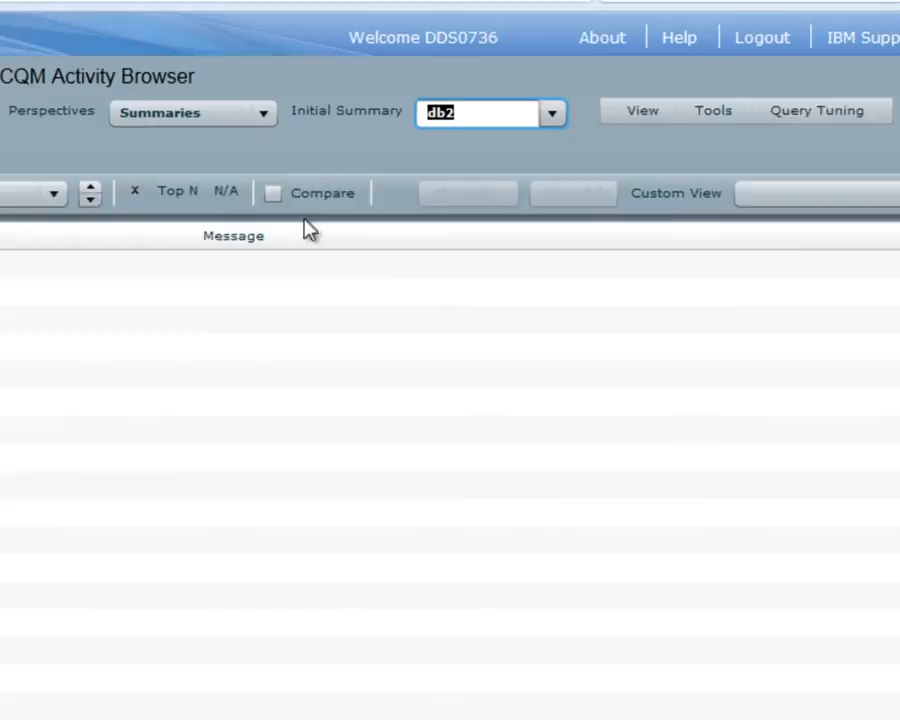 Welcome DDS0736 About Help Logout IBM Supp
CQM Activity Browser
Perspectives Summaries Initial Summary db2 View Tools Query Tuning
x Top N N/A Compare Custom View
Message